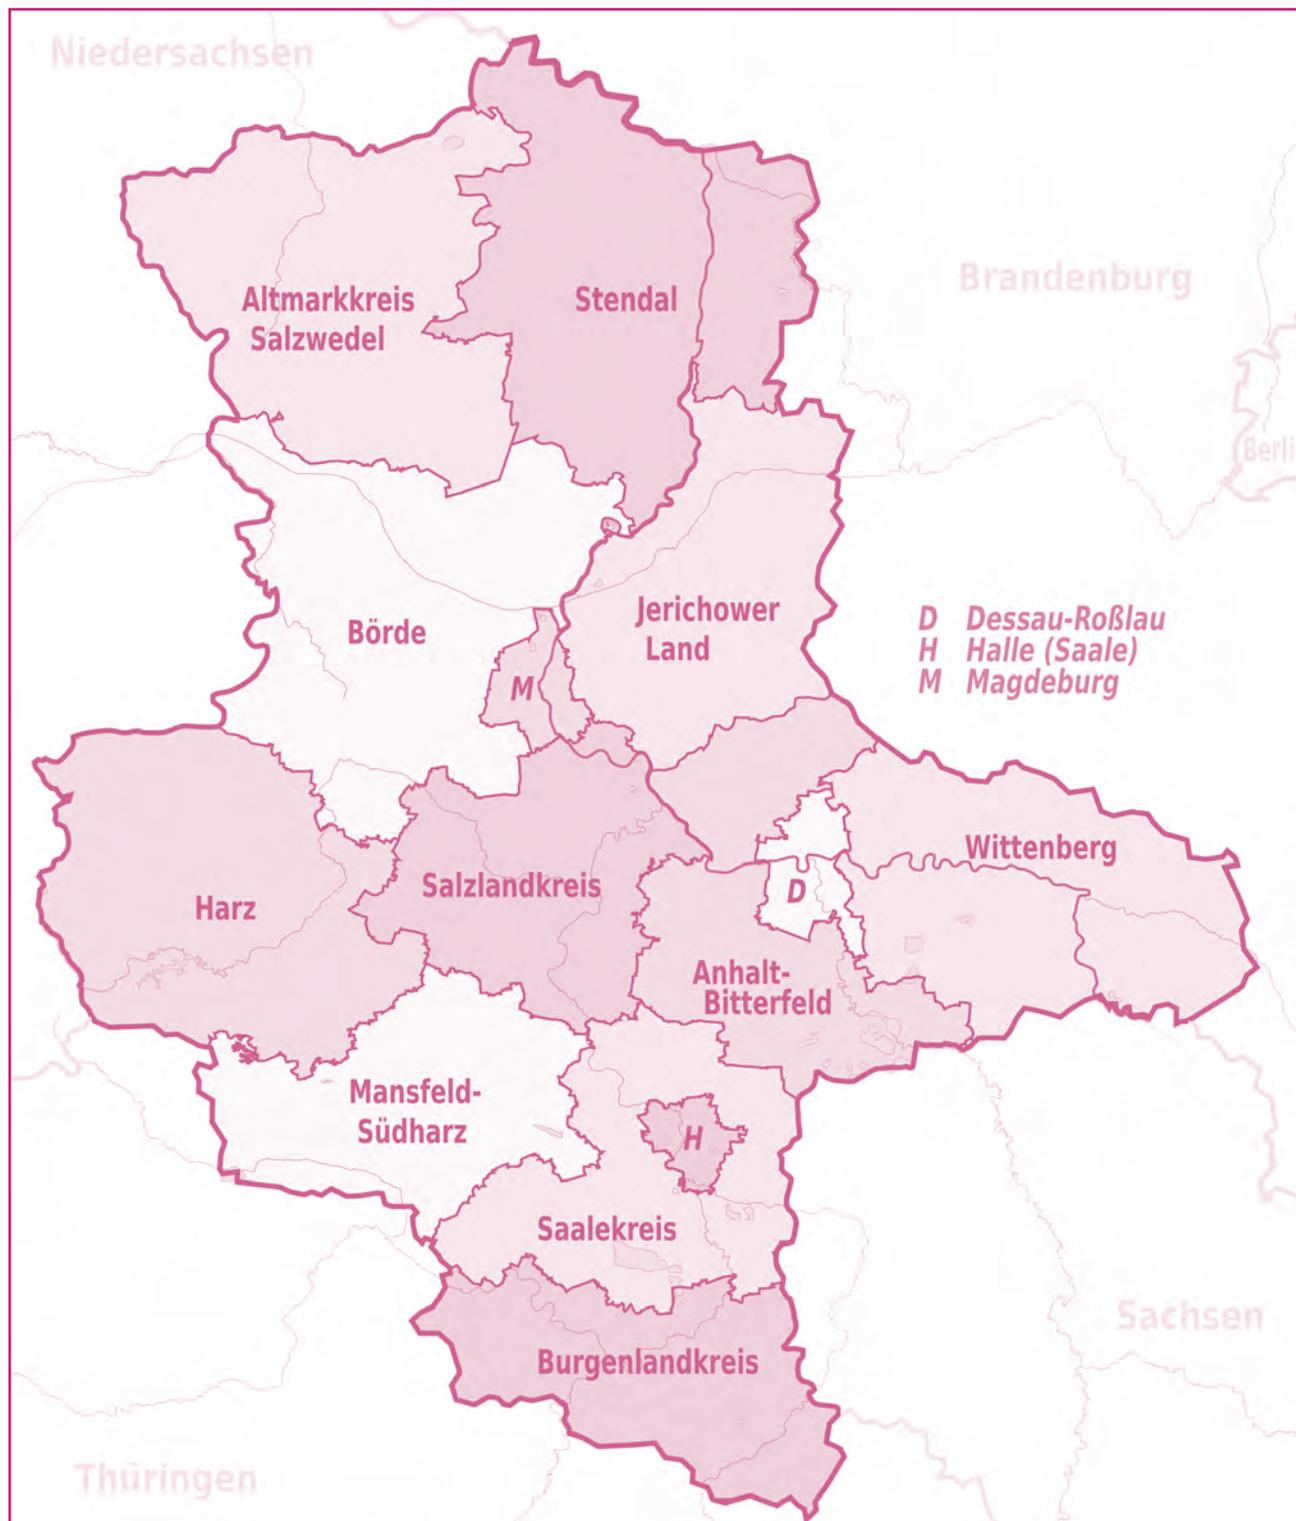 Niedersachsen
Brandenburg
Altmarkkreis
Salzwedel
Stendal
Berli
Börde
Jerichower
Land
D Dessau-Roßlau
H Halle (Saale)
M Magdeburg
M
Wittenberg
Salzlandkreis
D
Harz
Anhalt-
Bitterfeld
Mansfeld-
Südharz
H
Saalekreis
Sachsen
Burgenlandkreis
Thüringen